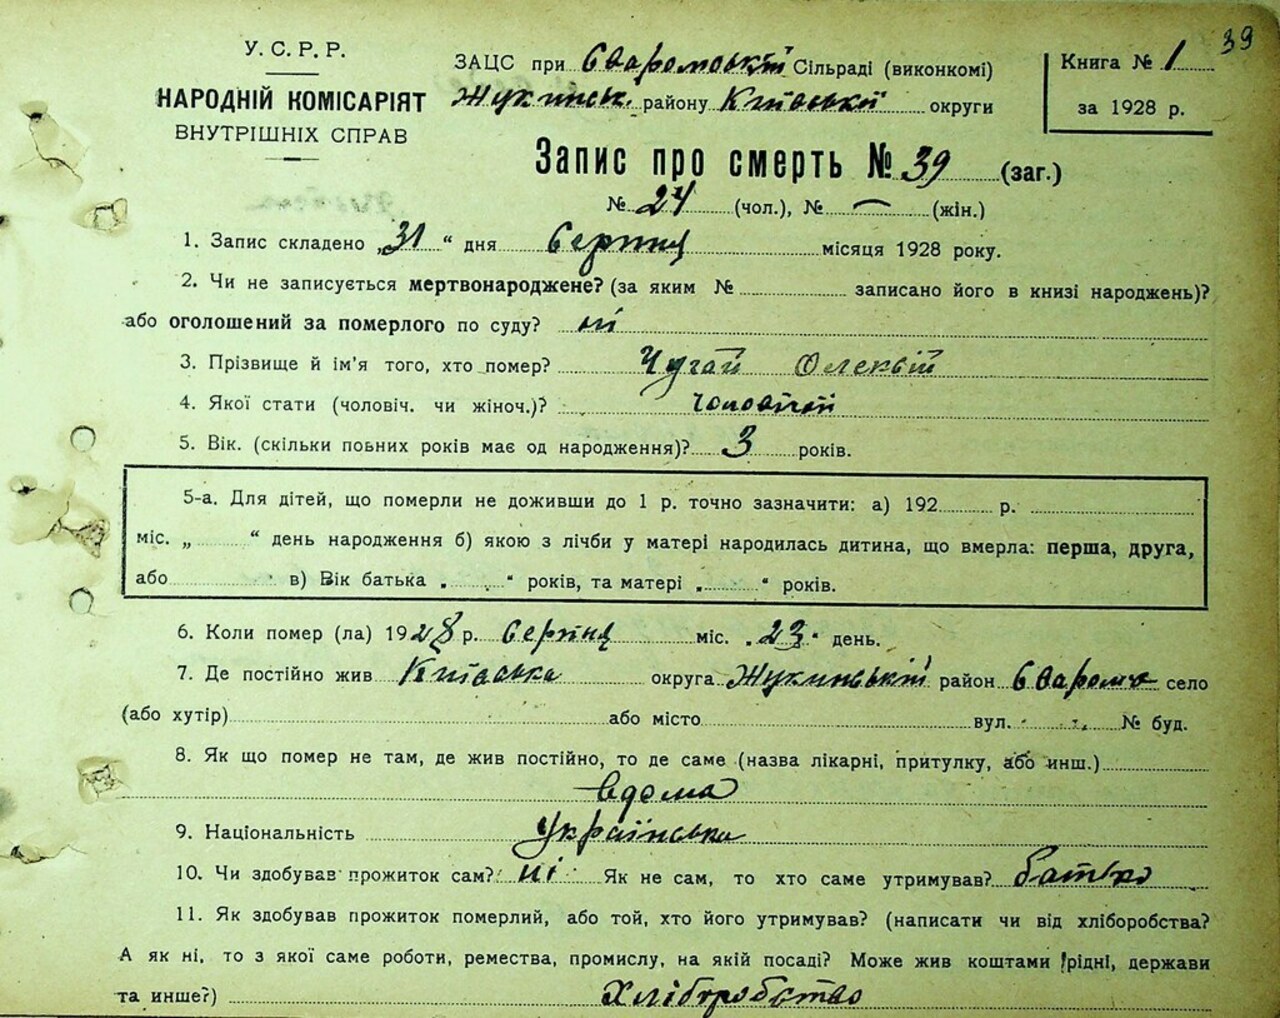 39
У.С.Р.Р.
НАРОДНІЙ КОМІСАРІЯТ
ВНУТРІШНІХ СПРАВ
ЗАЦС при Сваромській Сільраді (виконкомі)
Жукинськ. району Київської округи
Книга № 1
за 1928 р.
Запис про смерть № 39 (заг.)
№ 24 (чол.), № — (жін.)
1. Запис складено „31“ дня Серпня місяця 1928 року.
2. Чи не записується мертвонароджене? (за яким № записано його в книзі народжень)?
або оголошений за померлого по суду? ні
3. Прізвище й ім'я того, хто помер? Чугай Олексій
4. Якої стати (чоловіч. чи жіноч.)? чоловічої
5. Вік. (скільки повних років має од народження)? 3 років.
5-а. Для дітей, що померли не доживши до 1 р. точно зазначити: а) 192 р.
міс. „ “ день народження б) якою з лічби у матері народилась дитина, що вмерла: перша, друга,
або в) Вік батька „ “ років, та матері „ “ років.
6. Коли помер (ла) 1928 р. Серпня міс. „23“ день.
7. Де постійно жив Київська округа Жукинський район Сваромє село
(або хутір) або місто вул. № буд.
8. Як що помер не там, де жив постійно, то де саме (назва лікарні, притулку, або инш.)
вдома
9. Національність Українська
10. Чи здобував прожиток сам? ні Як не сам, то хто саме утримував? батько
11. Як здобував прожиток померлий, або той, хто його утримував? (написати чи від хліборобства?
А як ні, то з якої саме роботи, ремества, промислу, на якій посаді? Може жив коштами рідні, держави
та инше?) Хліборобство